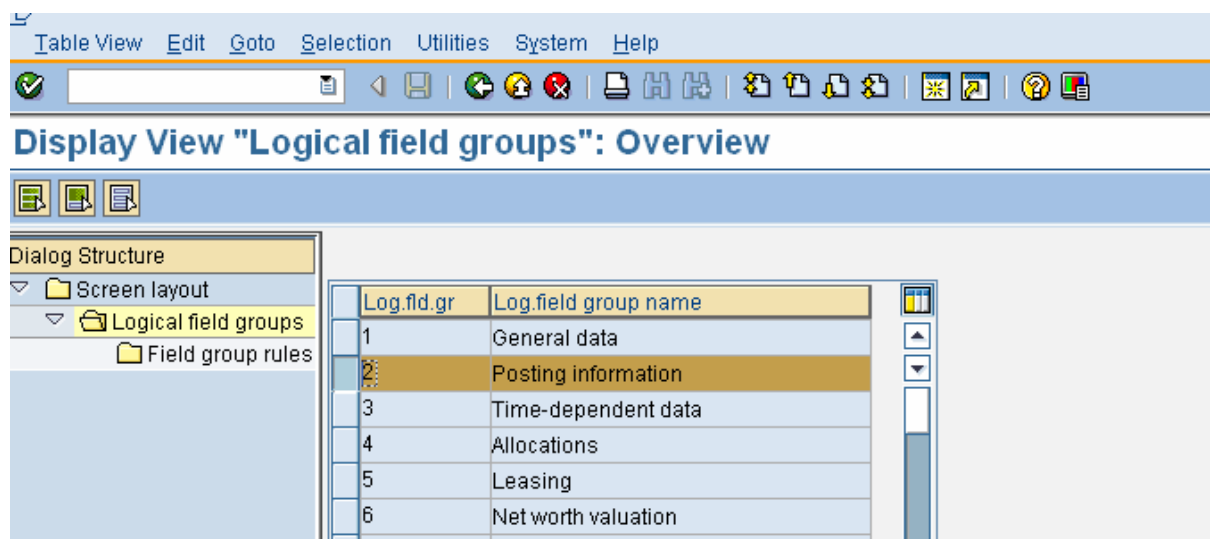 Table View Edit Goto Selection Utilities System Help
Display View "Logical field groups": Overview
Dialog Structure
Screen layout
Logical field groups
Field group rules
Log.fld.gr Log.field group name
1 General data
2 Posting information
3 Time-dependent data
4 Allocations
5 Leasing
6 Net worth valuation